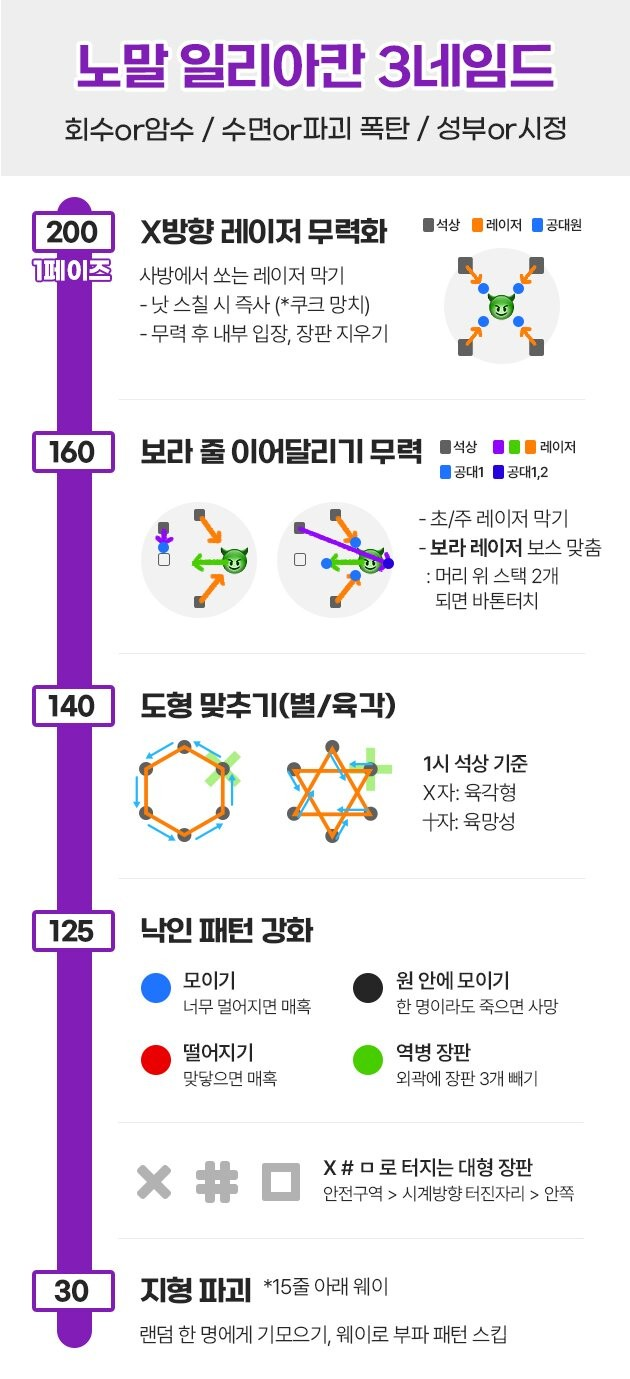 노말 일리아칸 3네임드
회수or암수 / 수면or파괴 폭탄 / 성부or시정
200
1페이즈
X방향 레이저 무력화
석상 레이저 공대원
사방에서 쏘는 레이저 막기
- 낫 스칠 시 즉사 (*쿠크 망치)
- 무력 후 내부 입장, 장판 지우기
160
보라 줄 이어달리기 무력
석상 레이저
공대1 공대1,2
- 초/주 레이저 막기
- 보라 레이저 보스 맞춤
: 머리 위 스택 2개
되면 바톤터치
140
도형 맞추기(별/육각)
1시 석상 기준
X자: 육각형
十자: 육망성
125
낙인 패턴 강화
모이기
너무 멀어지면 매혹
원 안에 모이기
한 명이라도 죽으면 사망
떨어지기
맞닿으면 매혹
역병 장판
외곽에 장판 3개 빼기
X # ㅁ 로 터지는 대형 장판
안전구역 > 시계방향 터진자리 > 안쪽
30
지형 파괴 *15줄 아래 웨이
랜덤 한 명에게 기모으기, 웨이로 부파 패턴 스킵